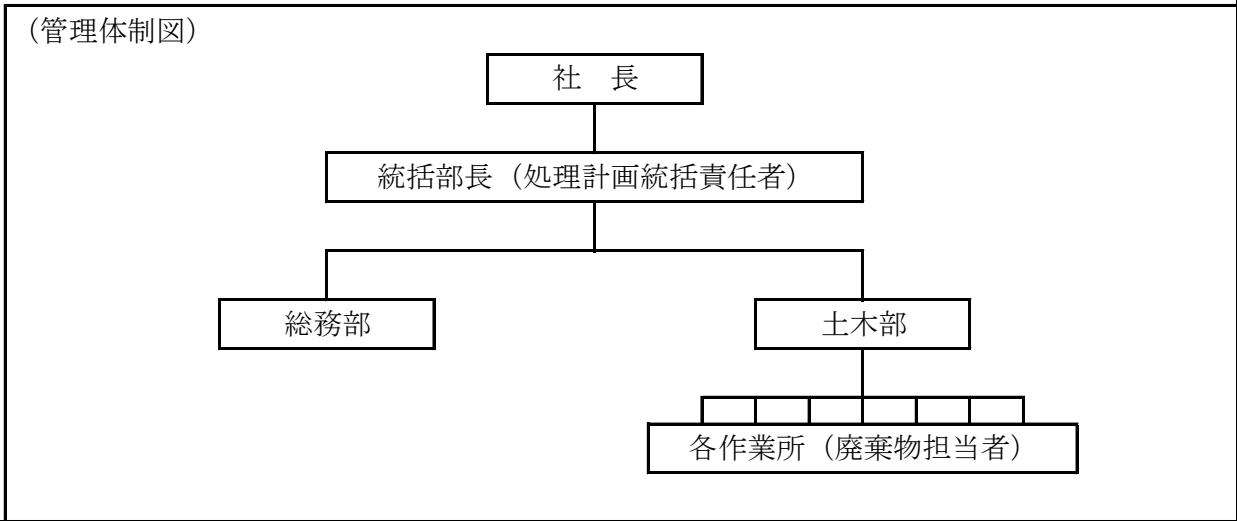 （管理体制図）
社　長
統括部長（処理計画統括責任者）
総務部
土木部
各作業所（廃棄物担当者）